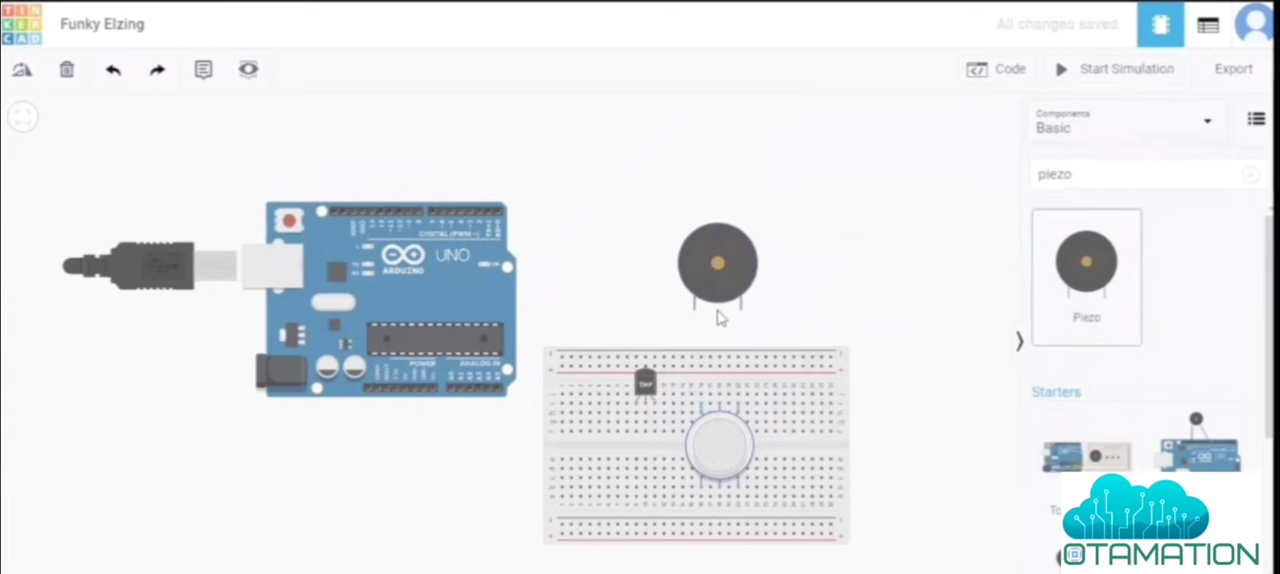 TIN
KER
CAD
Funky Elzing
All changes saved
Code
Start Simulation
Export
Components
Basic
piezo
Piezo
Starters
DIGITAL (PWM~)
UNO
ARDUINO
POWER
ANALOG IN
TMP
OTAMATION